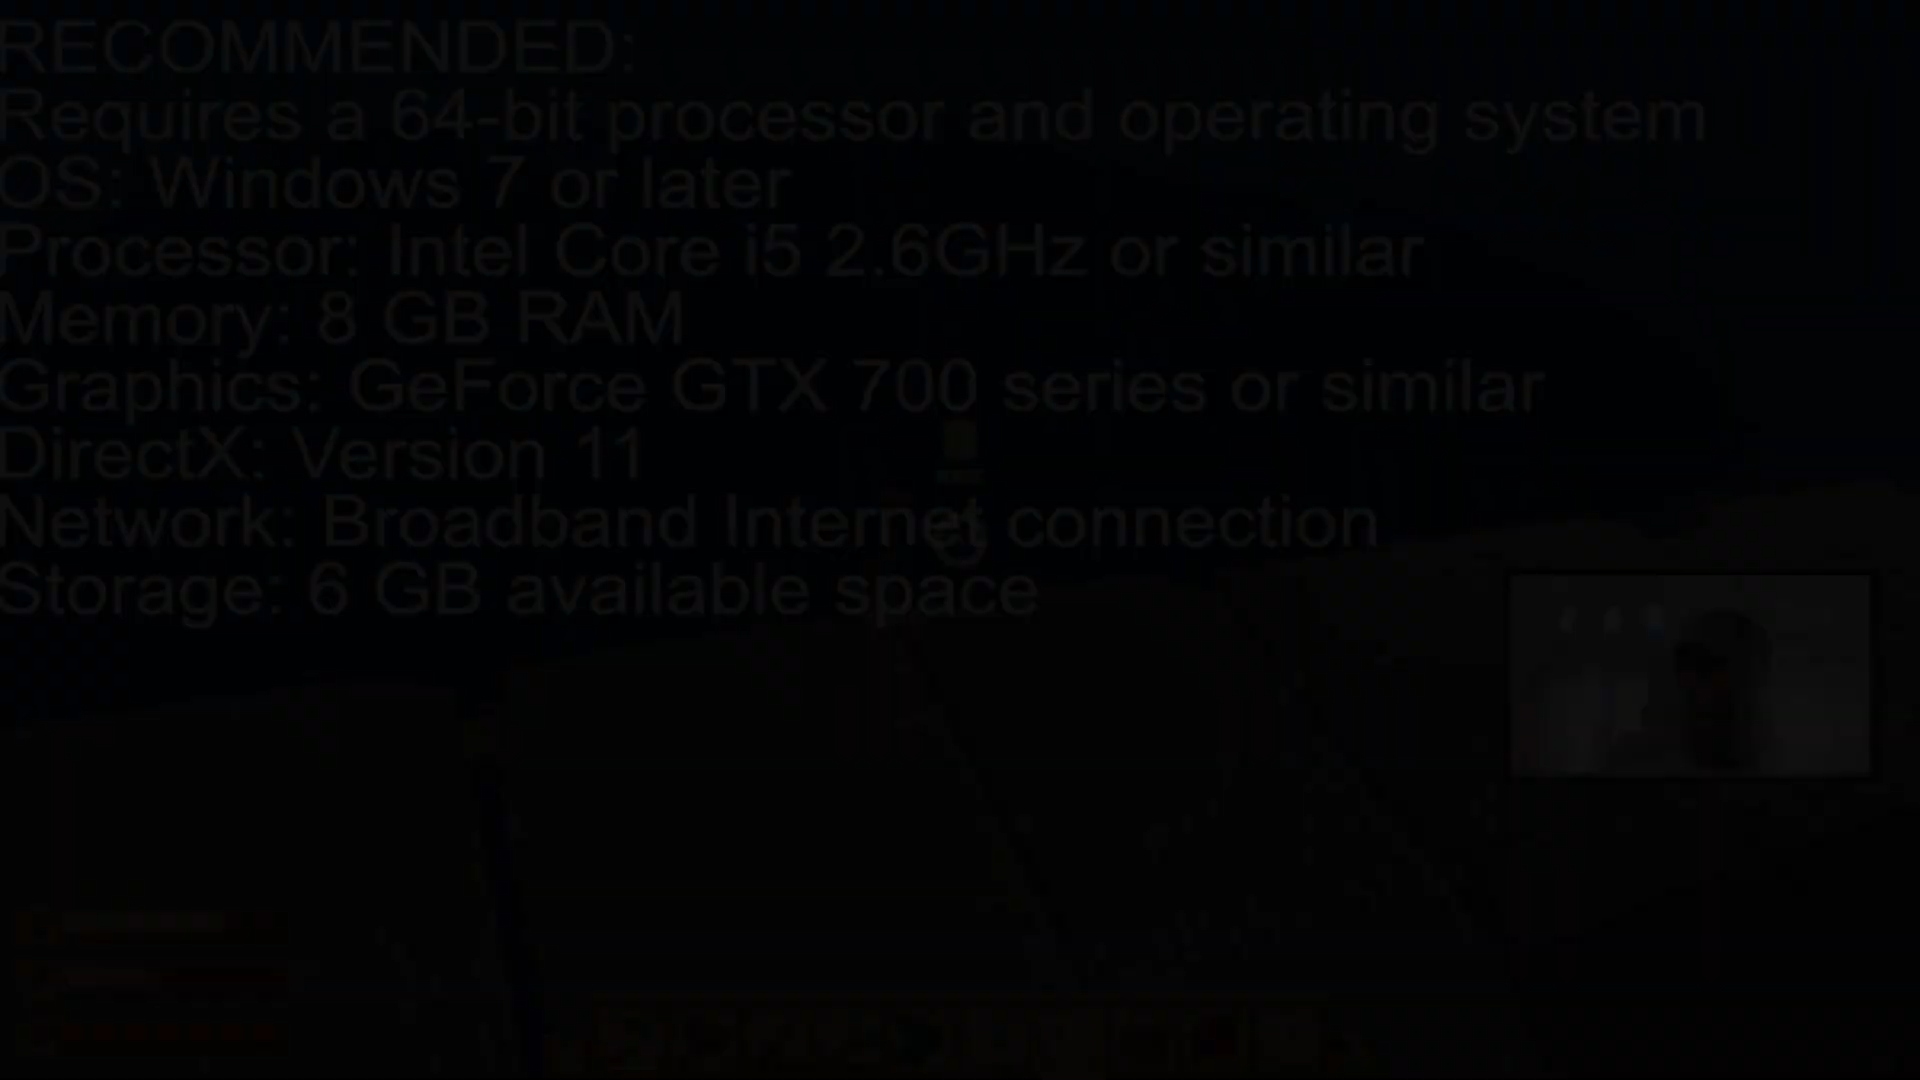 RECOMMENDED:
Requires a 64-bit processor and operating system
OS: Windows 7 or later
Processor: Intel Core i5 2.6GHz or similar
Memory: 8 GB RAM
Graphics: GeForce GTX 700 series or similar
DirectX: Version 11
Network: Broadband Internet connection
Storage: 6 GB available space